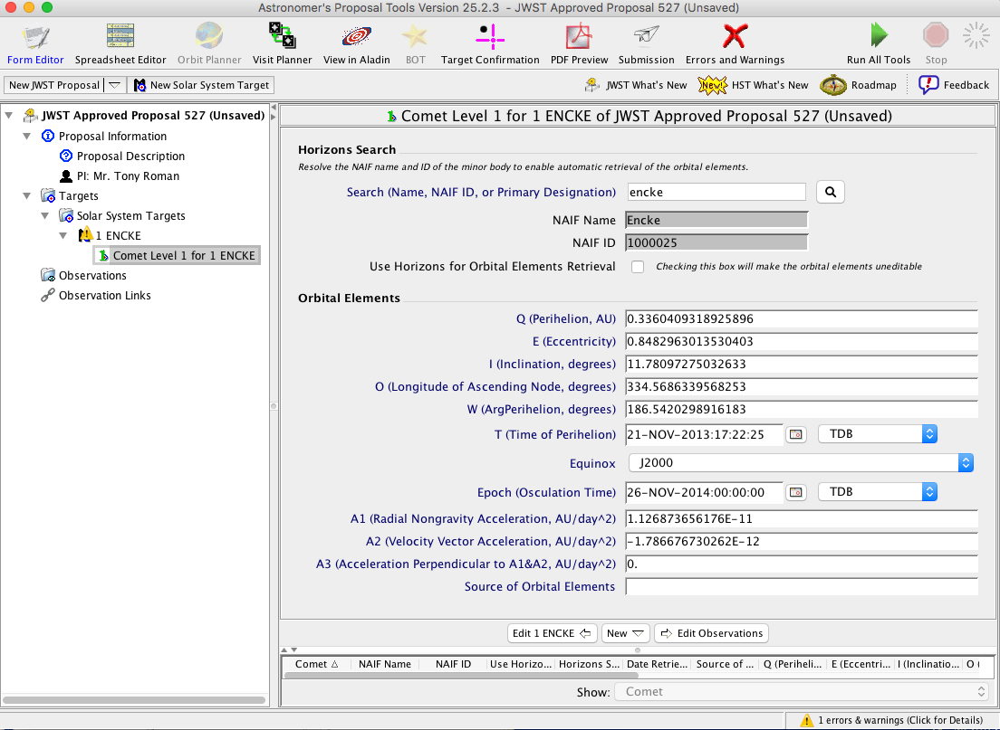 Astronomer's Proposal Tools Version 25.2.3 - JWST Approved Proposal 527 (Unsaved)
Form Editor Spreadsheet Editor Orbit Planner Visit Planner View in Aladin BOT Target Confirmation PDF Preview Submission Errors and Warnings Run All Tools Stop
New JWST Proposal New Solar System Target JWST What's New New! HST What's New Roadmap Feedback
JWST Approved Proposal 527 (Unsaved)
Proposal Information
Proposal Description
PI: Mr. Tony Roman
Targets
Solar System Targets
1 ENCKE
Comet Level 1 for 1 ENCKE
Observations
Observation Links
Comet Level 1 for 1 ENCKE of JWST Approved Proposal 527 (Unsaved)
Horizons Search
Resolve the NAIF name and ID of the minor body to enable automatic retrieval of the orbital elements.
Search (Name, NAIF ID, or Primary Designation) encke
NAIF Name Encke
NAIF ID 1000025
Use Horizons for Orbital Elements Retrieval Checking this box will make the orbital elements uneditable
Orbital Elements
Q (Perihelion, AU) 0.3360409318925896
E (Eccentricity) 0.8482963013530403
I (Inclination, degrees) 11.78097275032633
O (Longitude of Ascending Node, degrees) 334.5686339568253
W (ArgPerihelion, degrees) 186.5420298916183
T (Time of Perihelion) 21-NOV-2013:17:22:25 TDB
Equinox J2000
Epoch (Osculation Time) 26-NOV-2014:00:00:00 TDB
A1 (Radial Nongravity Acceleration, AU/day^2) 1.126873656176E-11
A2 (Velocity Vector Acceleration, AU/day^2) -1.786676730262E-12
A3 (Acceleration Perpendicular to A1&A2, AU/day^2) 0.
Source of Orbital Elements
Edit 1 ENCKE New Edit Observations
Comet NAIF Name NAIF ID Use Horizo... Horizons S... Date Retrie... Source of ... Q (Periheli... E (Eccentri... I (Inclinatio... O (
Show: Comet
1 errors & warnings (Click for Details)